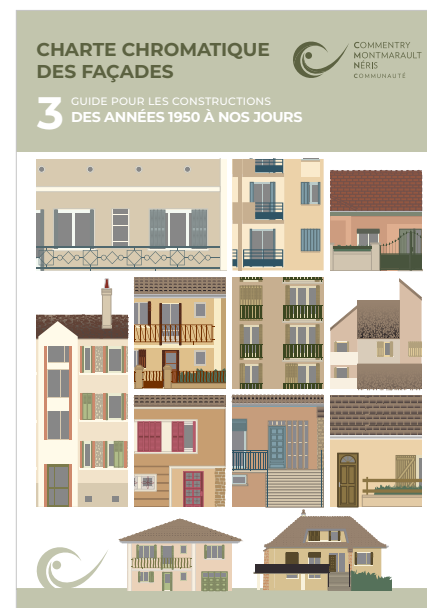 CHARTE CHROMATIQUE
DES FAÇADES
COMMENTRY
MONTMARAULT
NÉRIS
COMMUNAUTÉ
3
GUIDE POUR LES CONSTRUCTIONS
DES ANNÉES 1950 À NOS JOURS